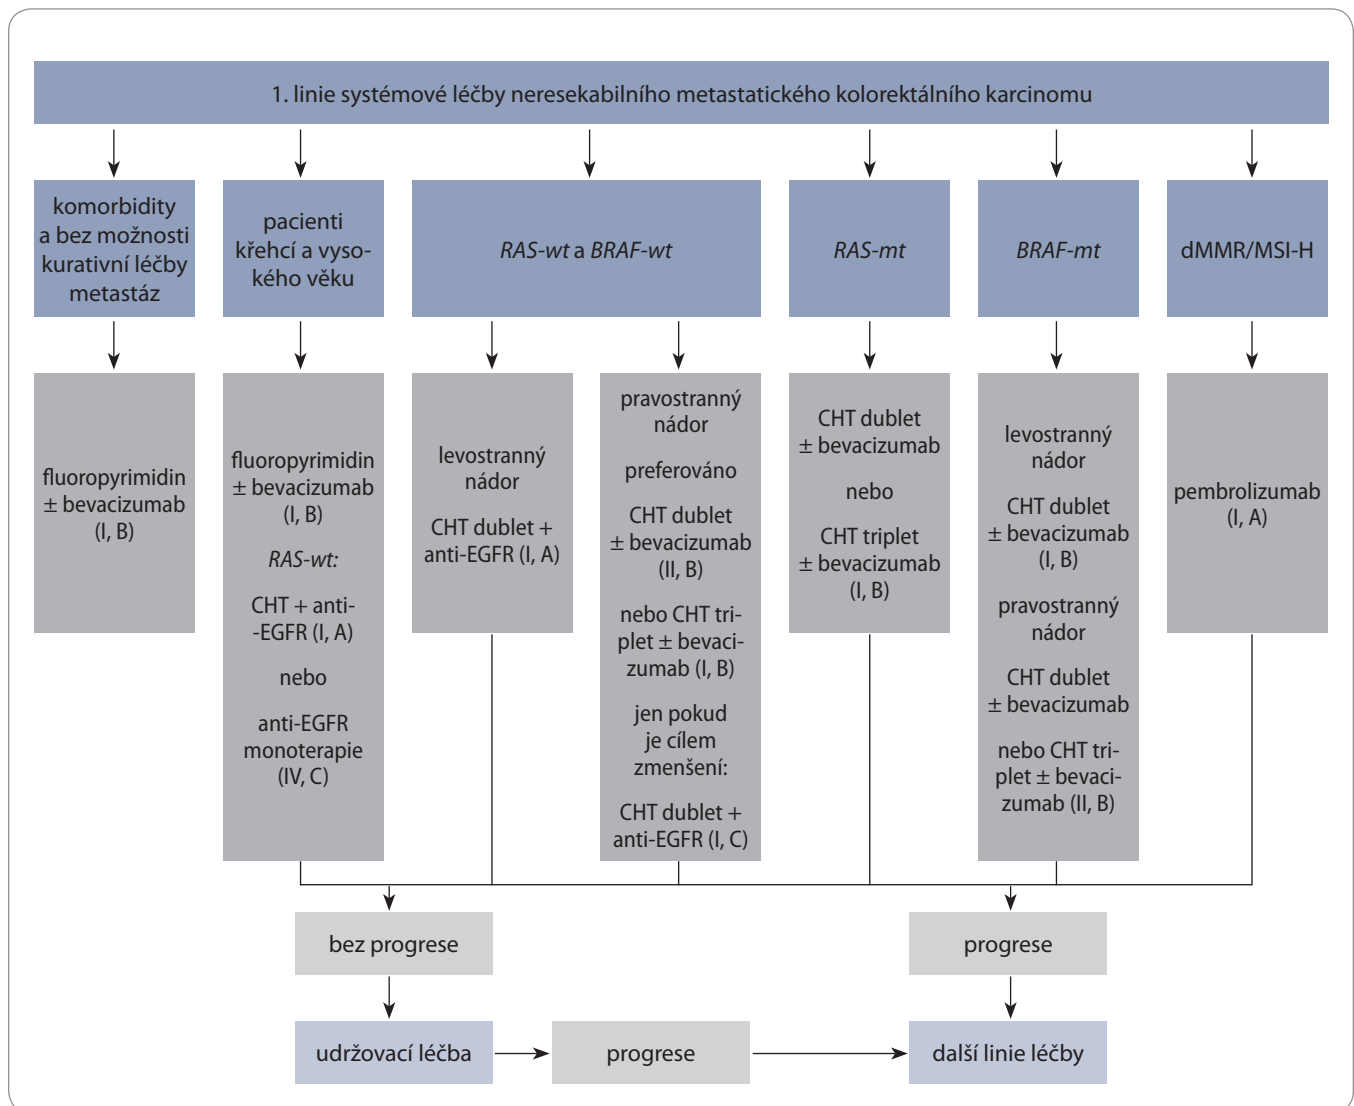 1. linie systémové léčby neresekabilního metastatického kolorektálního karcinomu
komorbidity
a bez možnosti
kurativní léčby
metastáz
pacienti
křehcí a vyso-
kého věku
RAS-wt a BRAF-wt
RAS-mt
BRAF-mt
dMMR/MSI-H
fluoropyrimidin
± bevacizumab
(I, B)
fluoropyrimidin
± bevacizumab
(I, B)
RAS-wt:
CHT + anti-
-EGFR (I, A)
nebo
anti-EGFR
monoterapie
(IV, C)
levostranný
nádor
CHT dublet +
anti-EGFR (I, A)
pravostranný
nádor
preferováno
CHT dublet
± bevacizumab
(II, B)
nebo CHT tri-
plet ± bevaci-
zumab (I, B)
jen pokud
je cílem
zmenšení:
CHT dublet +
anti-EGFR (I, C)
CHT dublet
± bevacizumab
nebo
CHT triplet
± bevacizumab
(I, B)
levostranný
nádor
CHT dublet
± bevacizumab
(I, B)
pravostranný
nádor
CHT dublet
± bevacizumab
nebo CHT tri-
plet ± bevaci-
zumab (II, B)
pembrolizumab
(I, A)
bez progrese
progrese
udržovací léčba
progrese
další linie léčby